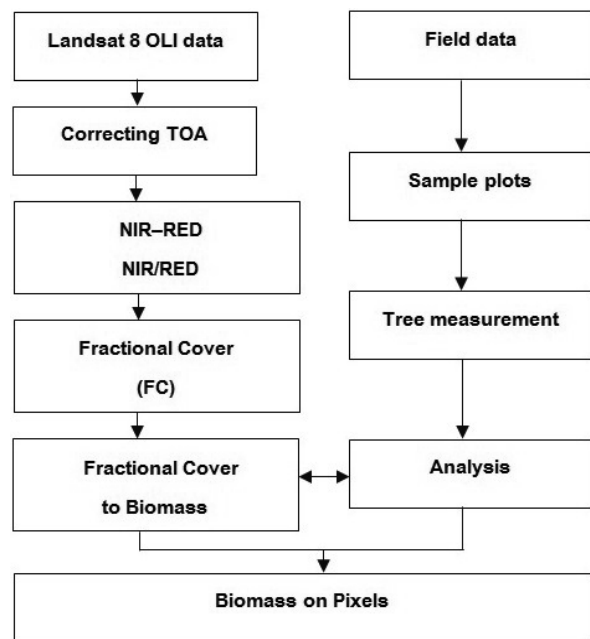 Landsat 8 OLI data
Correcting TOA
NIR–RED
NIR/RED
Fractional Cover
(FC)
Fractional Cover
to Biomass
Field data
Sample plots
Tree measurement
Analysis
Biomass on Pixels